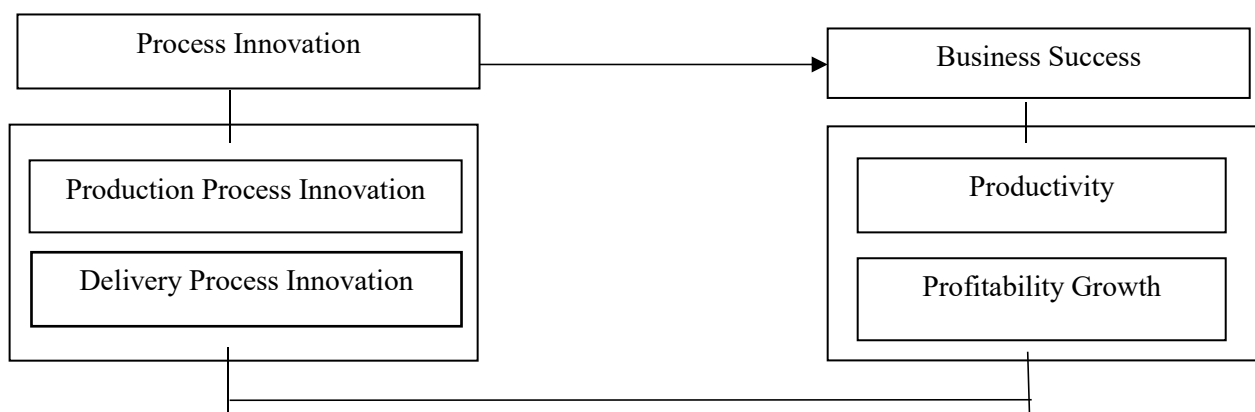 Process Innovation
Business Success
Production Process Innovation
Productivity
Delivery Process Innovation
Profitability Growth